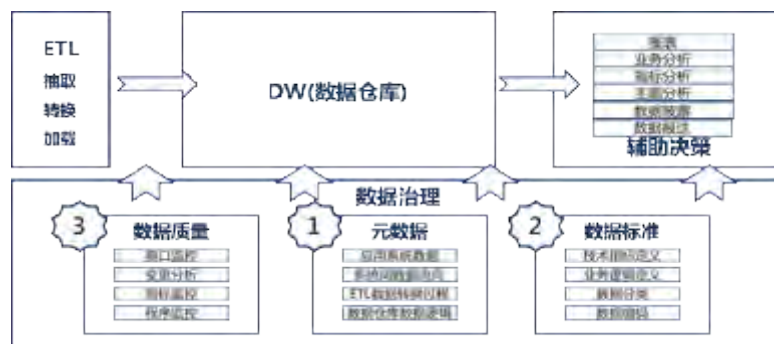 ETL
抽取
转换
加载
DW(数据仓库)
报表
业务分析
指标分析
主题分析
数据披露
数据报送
辅助决策
数据治理
3
数据质量
接口监控
变更分析
指标监控
程序监控
1
元数据
应用系统数据
系统间数据流向
ETL数据转换过程
数据仓库数据逻辑
2
数据标准
技术指标定义
业务逻辑定义
数据分类
数据编码